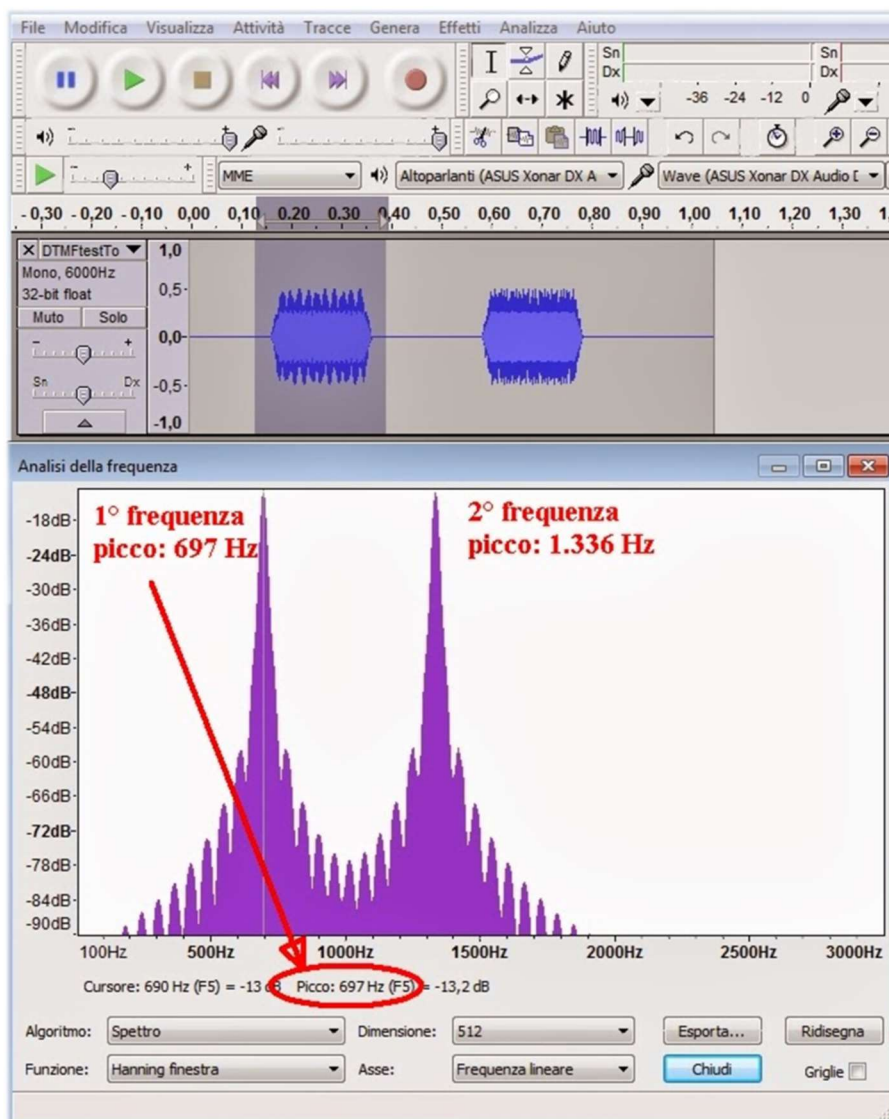 File Modifica Visualizza Attività Tracce Genera Effetti Analizza Aiuto
Sn
Dx
-36 -24 -12 0
Sn
Dx
MME
Altoparlanti (ASUS Xonar DX A
Wave (ASUS Xonar DX Audio [
- 0,30 - 0,20 - 0,10 0,00 0,10 0,20 0,30 0,40 0,50 0,60 0,70 0,80 0,90 1,00 1,10 1,20 1,30
DTMFtestTo
Mono, 6000Hz
32-bit float
Muto Solo
- +
Sn Dx
1,0
0,5
0,0
-0,5
-1,0
Analisi della frequenza
1° frequenza
picco: 697 Hz
2° frequenza
picco: 1.336 Hz
-18dB
-24dB
-30dB
-36dB
-42dB
-48dB
-54dB
-60dB
-66dB
-72dB
-78dB
-84dB
-90dB
100Hz 500Hz 1000Hz 1500Hz 2000Hz 2500Hz 3000Hz
Cursore: 690 Hz (F5) = -13 dB Picco: 697 Hz (F5) = -13,2 dB
Algoritmo: Spettro Dimensione: 512 Esporta... Ridisegna
Funzione: Hanning finestra Asse: Frequenza lineare Chiudi Griglie